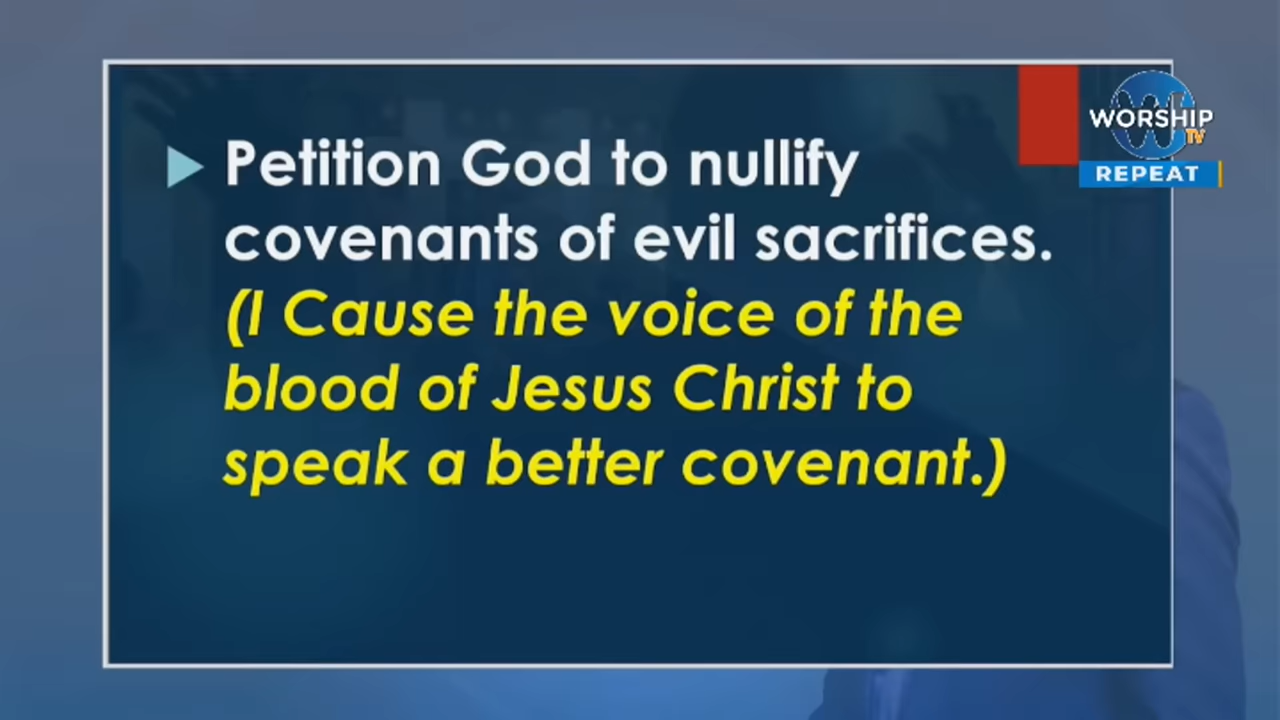 Petition God to nullify
covenants of evil sacrifices.
(I Cause the voice of the
blood of Jesus Christ to
speak a better covenant.)
WORSHIP
TV
REPEAT